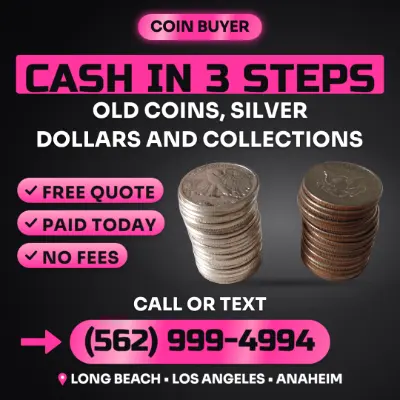 COIN BUYER
CASH IN 3 STEPS
OLD COINS, SILVER
DOLLARS AND COLLECTIONS
✓ FREE QUOTE
✓ PAID TODAY
✓ NO FEES
CALL OR TEXT
→ (562) 999-4994
LONG BEACH • LOS ANGELES • ANAHEIM